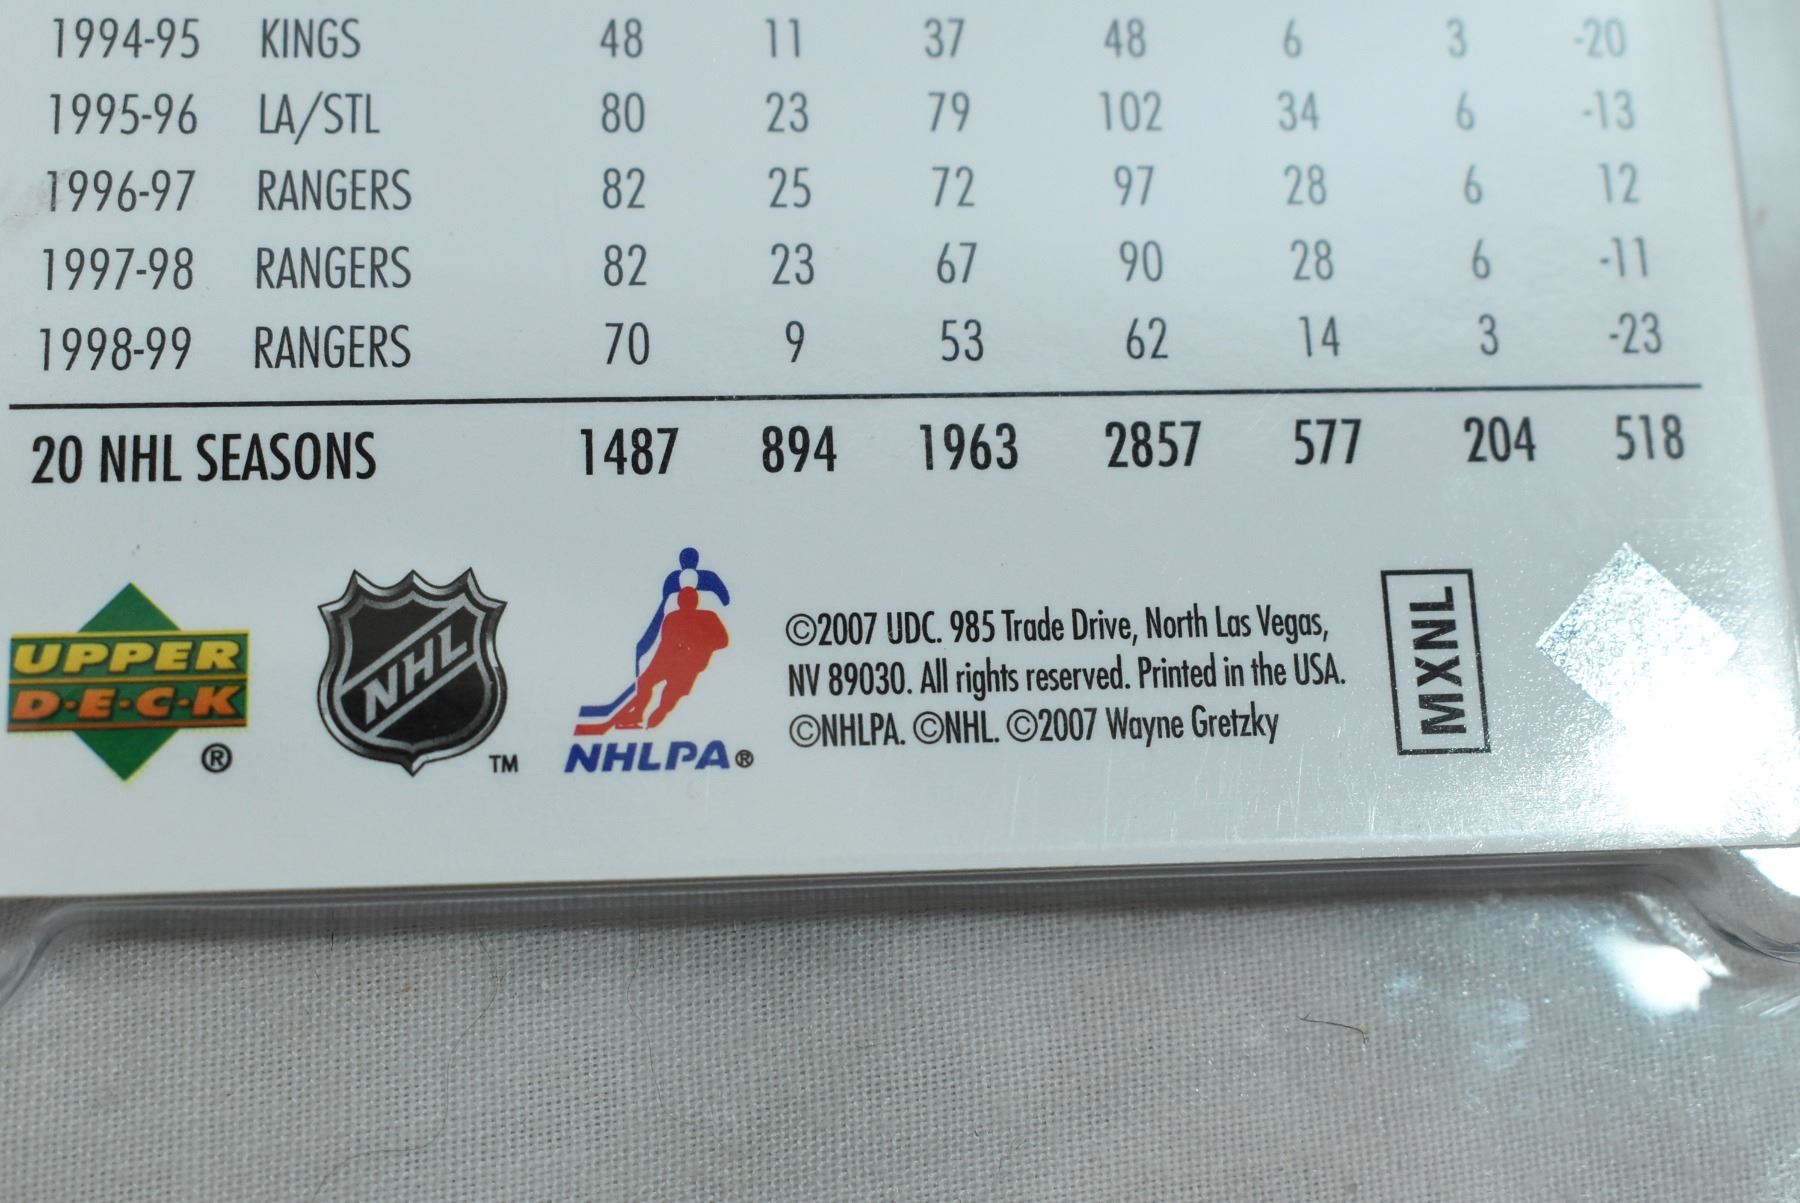 1994-95 KINGS 48 11 37 48 6 3 -20
1995-96 LA/STL 80 23 79 102 34 6 -13
1996-97 RANGERS 82 25 72 97 28 6 12
1997-98 RANGERS 82 23 67 90 28 6 -11
1998-99 RANGERS 70 9 53 62 14 3 -23
20 NHL SEASONS 1487 894 1963 2857 577 204 518
UPPER
D·E·C·K
®
NHL
TM
NHLPA®
©2007 UDC. 985 Trade Drive, North Las Vegas,
NV 89030. All rights reserved. Printed in the USA.
©NHLPA. ©NHL. ©2007 Wayne Gretzky
MXNL